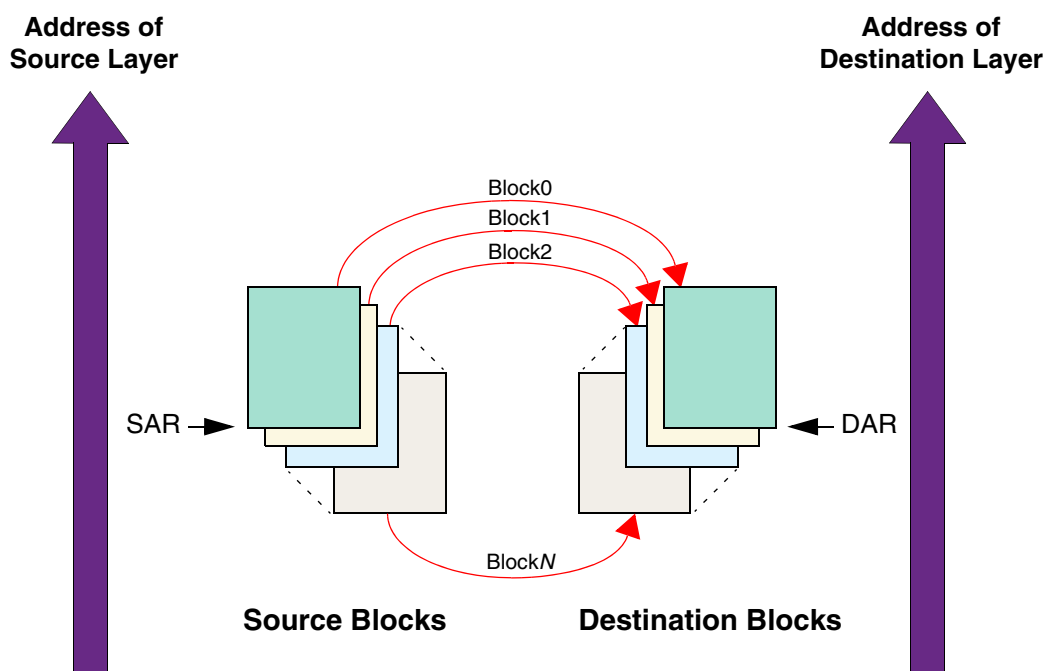 Address of
Source Layer
Address of
Destination Layer
Block0
Block1
Block2
SAR
DAR
BlockN
Source Blocks
Destination Blocks